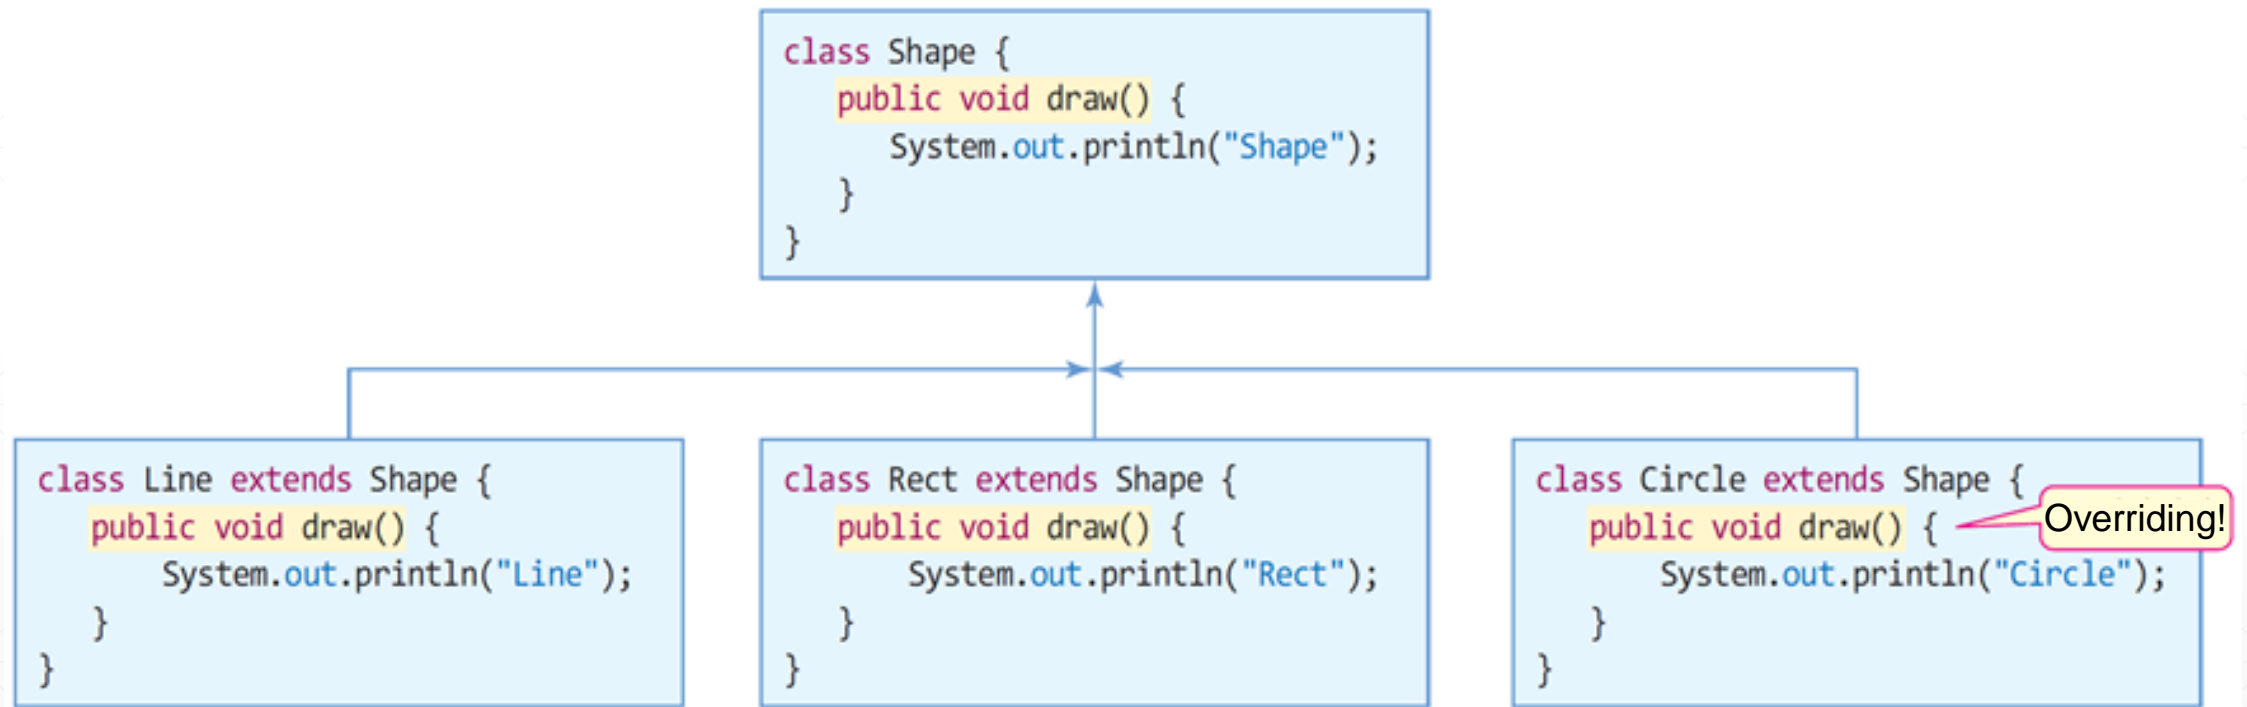 class Shape {
public void draw() {
System.out.println("Shape");
}
}
class Line extends Shape {
public void draw() {
System.out.println("Line");
}
}
class Rect extends Shape {
public void draw() {
System.out.println("Rect");
}
}
class Circle extends Shape {
public void draw() {
Overriding!
System.out.println("Circle");
}
}